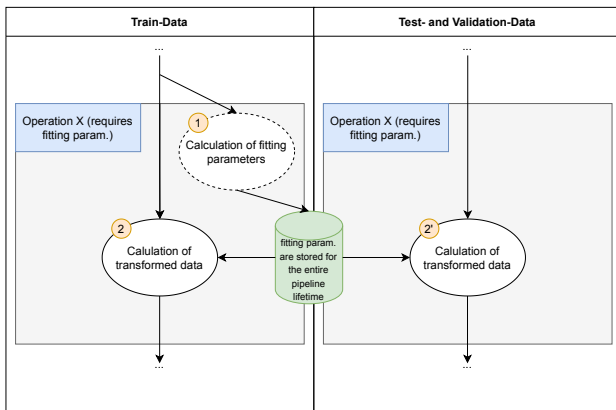 Train-Data
Test- and Validation-Data
...
...
Operation X (requires
fitting param.)
1
Calculation of fitting
parameters
Operation X (requires
fitting param.)
2
Calulation of
transformed data
fitting param.
are stored for
the entire
pipeline
lifetime
2'
Calulation of
transformed data
...
...